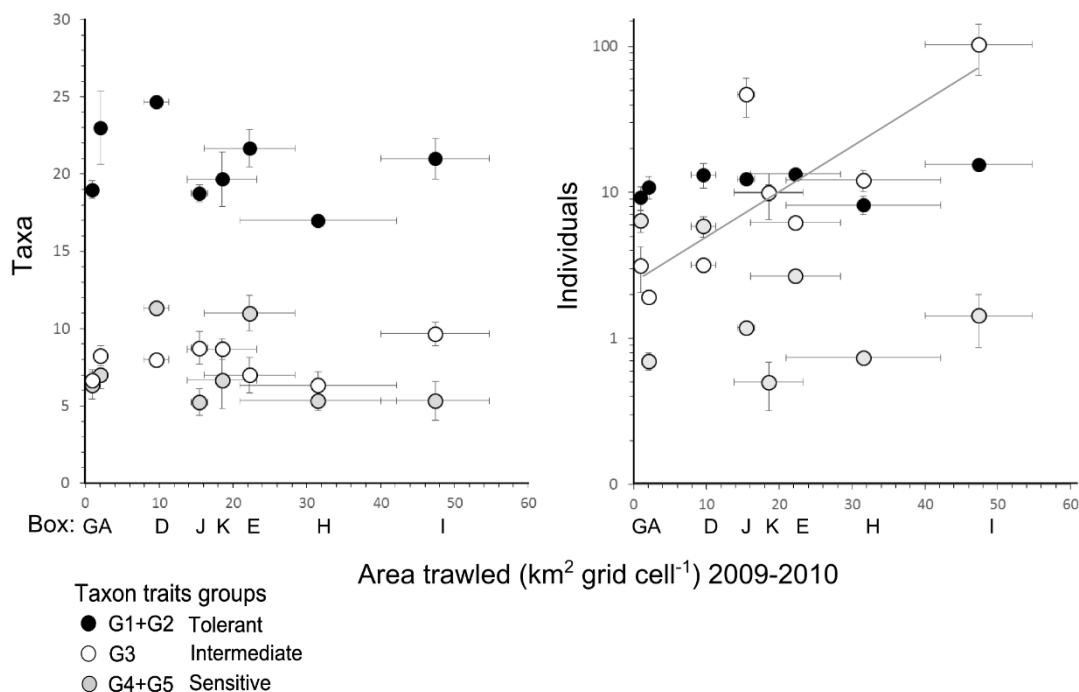 30
25
20
15
10
5
0
Taxa
0 10 20 30 40 50 60
Box: GA D J K E H I
100
10
1
0
Individuals
0 10 20 30 40 50 60
GA D J K E H I
Area trawled (km² grid cell⁻¹) 2009-2010
Taxon traits groups
G1+G2 Tolerant
G3 Intermediate
G4+G5 Sensitive